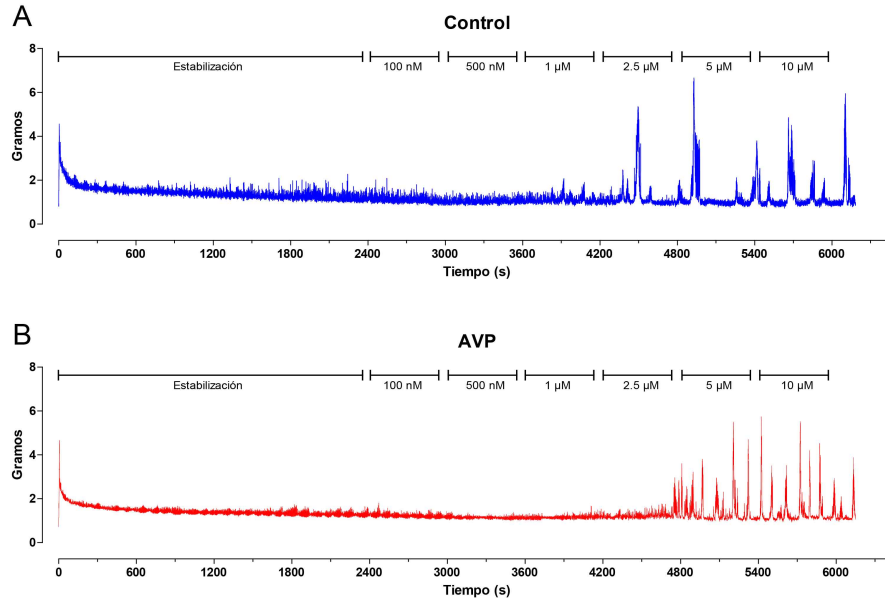 A
Control
8
Estabilización 100 nM 500 nM 1 µM 2.5 µM 5 µM 10 µM
6
Gramos
4
2
0
0 600 1200 1800 2400 3000 3600 4200 4800 5400 6000
Tiempo (s)
B
AVP
8
Estabilización 100 nM 500 nM 1 µM 2.5 µM 5 µM 10 µM
6
Gramos
4
2
0
0 600 1200 1800 2400 3000 3600 4200 4800 5400 6000
Tiempo (s)